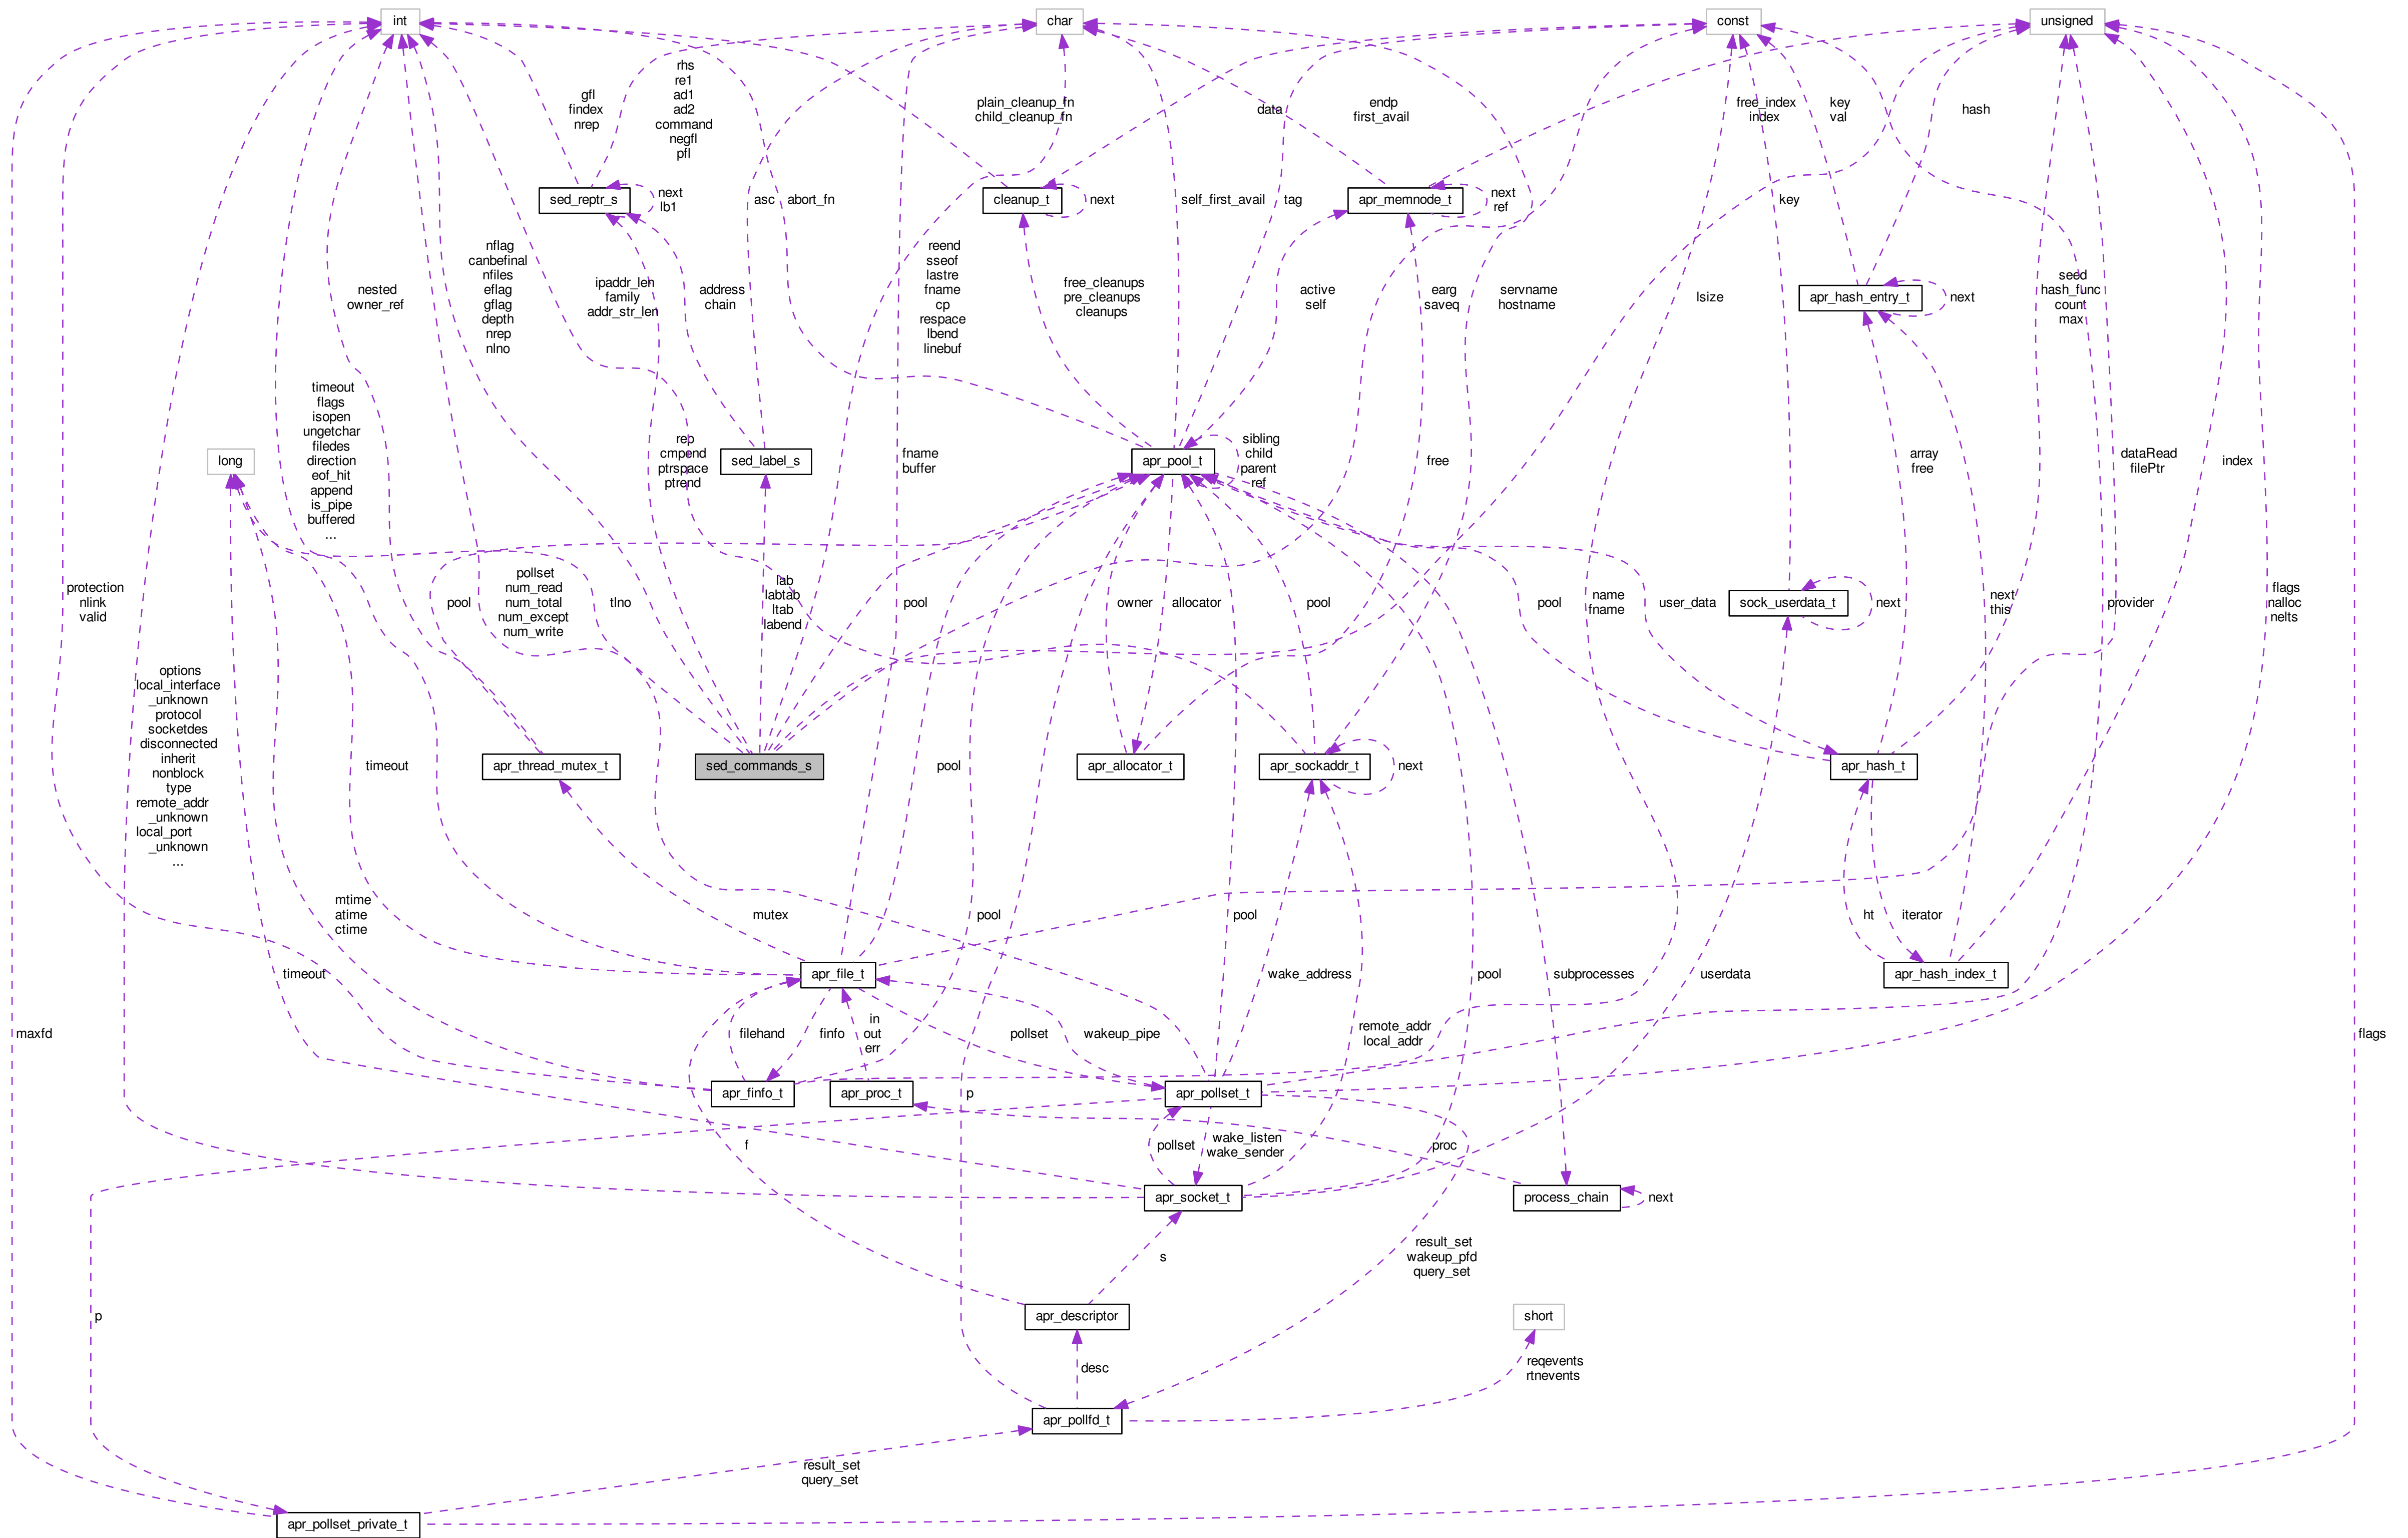 int
char
const
unsigned
gfl
findex
nrep
rhs
re1
ad1
ad2
command
negfl
pfl
plain_cleanup_fn
child_cleanup_fn
data
endp
first_avail
free_index
index
key
val
hash
sed_reptr_s
next
lb1
asc
abort_fn
cleanup_t
next
self_first_avail
tag
apr_memnode_t
next
ref
key
nested
owner_ref
nflag
canbefinal
nfiles
eflag
gflag
depth
nrep
nlno
ipaddr_len
family
addr_str_len
address
chain
reend
sseof
lastre
fname
cp
respace
lbend
linebuf
free_cleanups
pre_cleanups
cleanups
active
self
earg
saveq
servname
hostname
lsize
apr_hash_entry_t
next
seed
hash_func
count
max
timeout
flags
isopen
ungetchar
filedes
direction
eof_hit
append
is_pipe
buffered
...
long
rep
cmpend
ptrspace
ptrend
sed_label_s
fname
buffer
apr_pool_t
sibling
child
parent
ref
free
array
free
dataRead
filePtr
index
protection
nlink
valid
pool
pollset
num_read
num_total
num_except
num_write
tlno
lab
labtab
ltab
labend
pool
owner
allocator
pool
pool
name
fname
user_data
sock_userdata_t
next
next
this
provider
flags
nalloc
nelts
options
local_interface
_unknown
protocol
socketdes
disconnected
inherit
nonblock
type
remote_addr
_unknown
local_port
_unknown
...
timeout
apr_thread_mutex_t
sed_commands_s
pool
apr_allocator_t
apr_sockaddr_t
next
apr_hash_t
mtime
atime
ctime
mutex
pool
pool
ht
iterator
timeout
apr_file_t
wake_address
pool
subprocesses
userdata
apr_hash_index_t
maxfd
filehand
finfo
in
out
err
pollset
wakeup_pipe
remote_addr
local_addr
flags
apr_finfo_t
apr_proc_t
p
apr_pollset_t
f
pollset
wake_listen
wake_sender
proc
apr_socket_t
process_chain
next
s
result_set
wakeup_pfd
query_set
p
apr_descriptor
short
desc
reqevents
rtnevents
apr_pollfd_t
result_set
query_set
apr_pollset_private_t